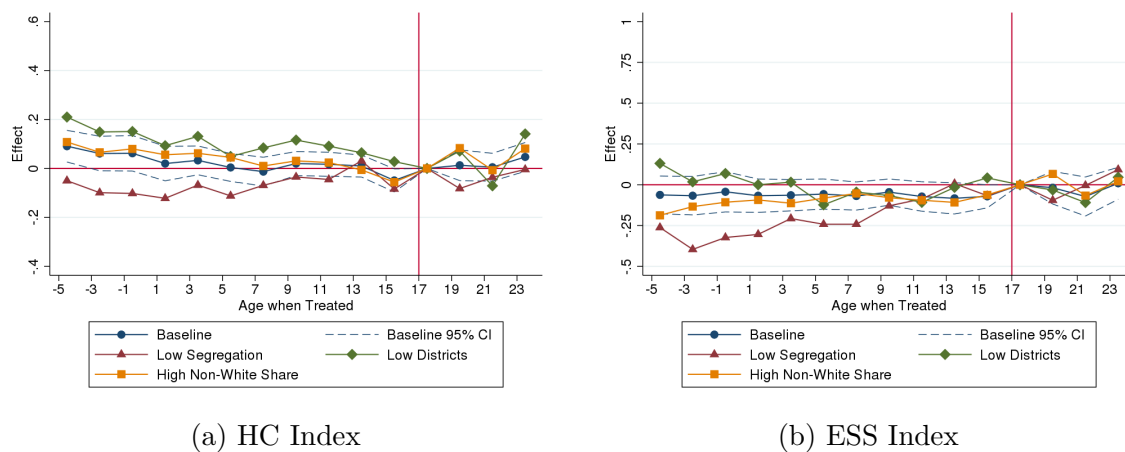 .6
.4
.2
0
-.2
-.4
Effect
-5 -3 -1 1 3 5 7 9 11 13 15 17 19 21 23
Age when Treated
Baseline Baseline 95% CI
Low Segregation Low Districts
High Non-White Share
(a) HC Index
1
.75
.5
.25
0
-.25
-.5
Effect
-5 -3 -1 1 3 5 7 9 11 13 15 17 19 21 23
Age when Treated
Baseline Baseline 95% CI
Low Segregation Low Districts
High Non-White Share
(b) ESS Index